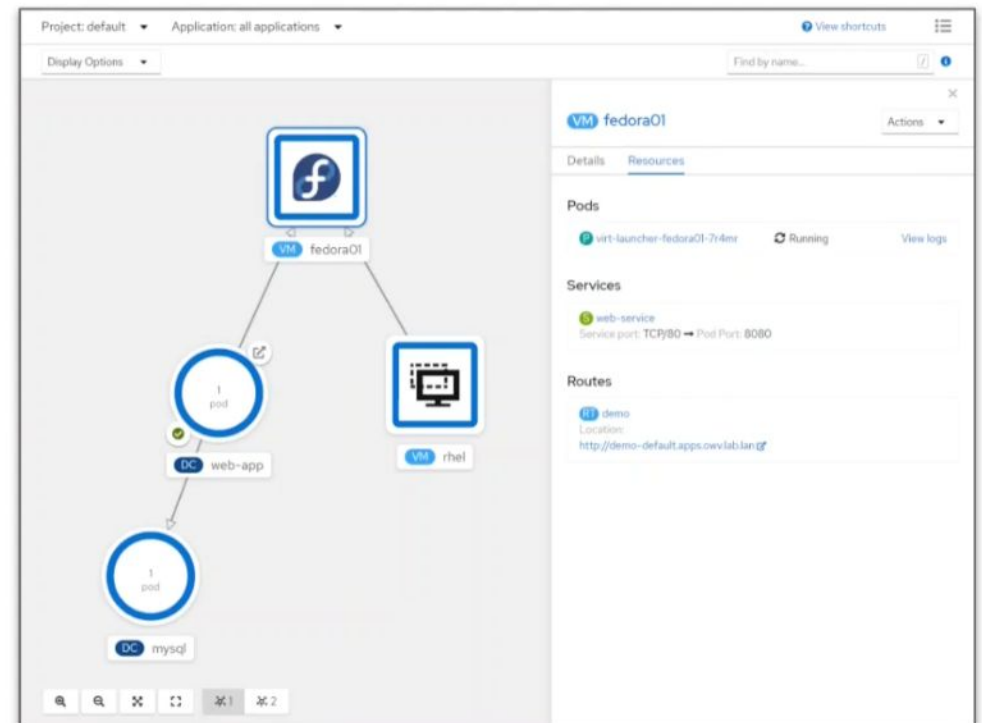 Project: default
Application: all applications
View shortcuts
Display Options
Find by name...
/
VM fedora01
Actions
Details
Resources
Pods
P virt-launcher-fedora01-7r4mr
Running
View logs
Services
S web-service
Service port: TCP/80 → Pod Port: 8080
Routes
RT demo
Location:
http://demo-default.apps.owv.lab.lan
VM fedora01
1
pod
DC web-app
VM rhel
1
pod
DC mysql
1
2